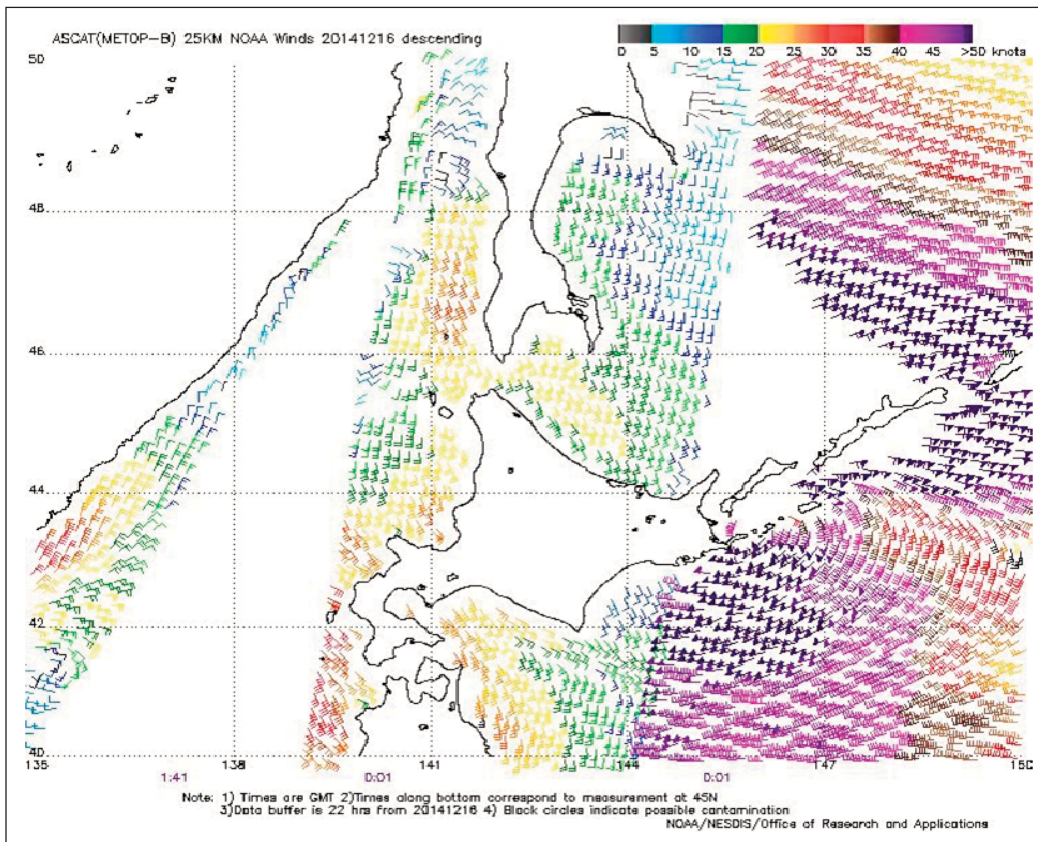 ASCAT(METOP-B) 25KM NOAA Winds 20141216 descending
0 5 10 15 20 25 30 35 40 45 >50 knots
50
48
46
44
42
40
135 138 141 144 147 150
1:41 0:01 0:01
Note: 1) Times are GMT 2)Times along bottom correspond to measurement at 45N
3)Data buffer is 22 hrs from 20141216 4) Black circles indicate possible contamination
NOAA/NESDIS/Office of Research and Applications